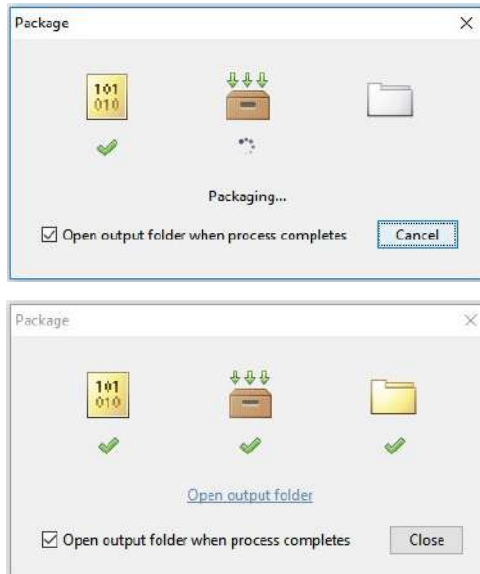 Package
101
010
Packaging...
Open output folder when process completes
Cancel
Package
101
010
Open output folder
Open output folder when process completes
Close